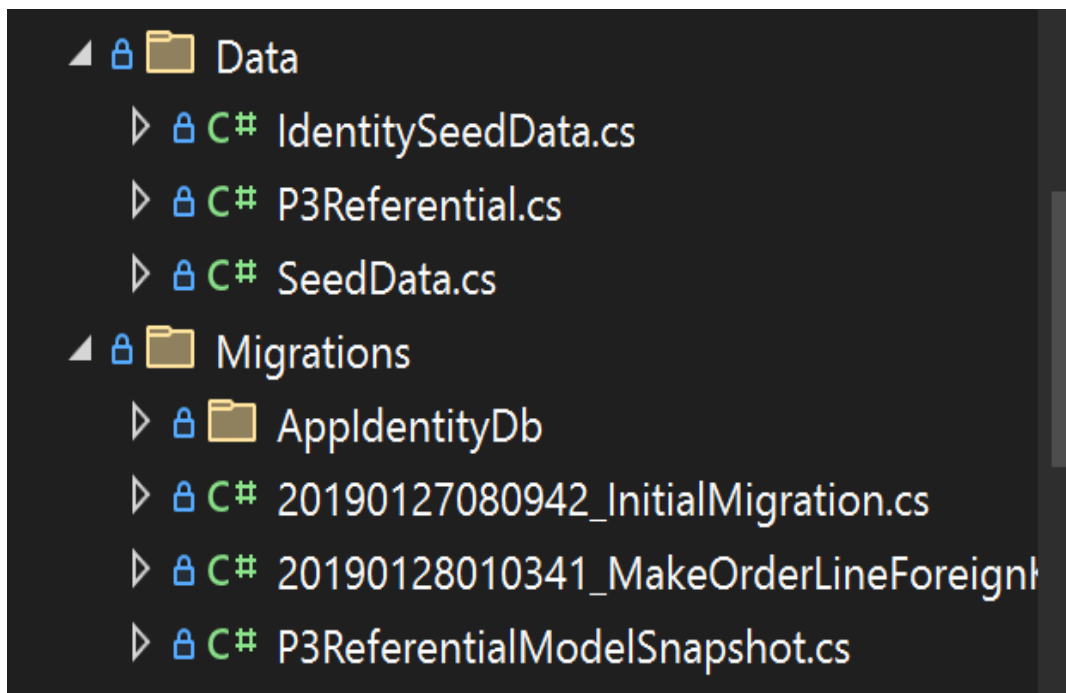 Data
C# IdentitySeedData.cs
C# P3Referential.cs
C# SeedData.cs
Migrations
AppIdentityDb
C# 20190127080942_InitialMigration.cs
C# 20190128010341_MakeOrderLineForeign
C# P3ReferentialModelSnapshot.cs